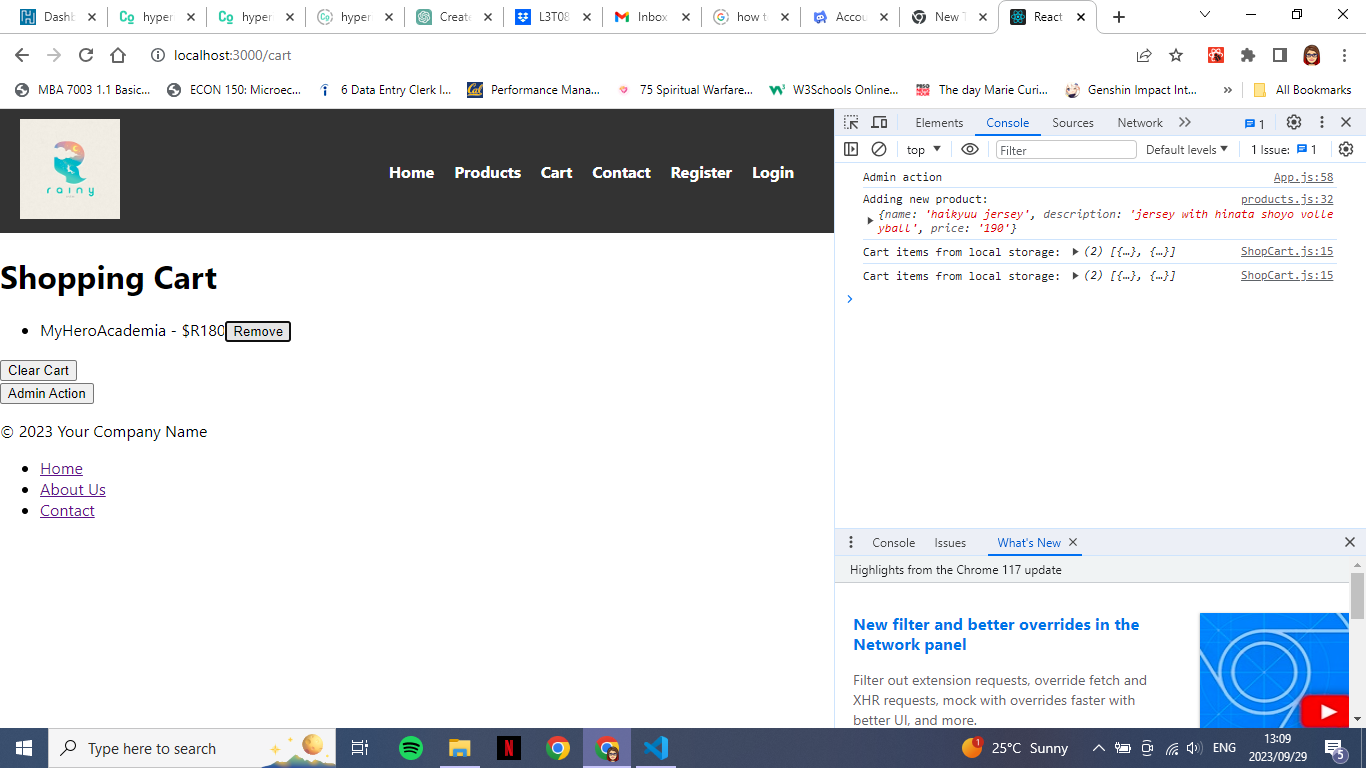 Dashb
hyper
hyper
hyper
Create
L3T08
Inbox
how to
Accou
New T
React
localhost:3000/cart
MBA 7003 1.1 Basic...
ECON 150: Microec...
6 Data Entry Clerk I...
Cal
Performance Mana...
75 Spiritual Warfare...
W3Schools Online...
The day Marie Curi...
Genshin Impact Int...
»
All Bookmarks
rainy
Home
Products
Cart
Contact
Register
Login
Shopping Cart
• MyHeroAcademia - $R180 Remove
Clear Cart
Admin Action
© 2023 Your Company Name
• Home
• About Us
• Contact
Elements
Console
Sources
Network
1
top
Filter
Default levels
1 Issue: 1
Admin action App.js:58
Adding new product: products.js:32
{name: 'haikyuu jersey', description: 'jersey with hinata shoyo volle
yball', price: '190'}
Cart items from local storage: (2) [{…}, {…}] ShopCart.js:15
Cart items from local storage: (2) [{…}, {…}] ShopCart.js:15
Console
Issues
What's New
Highlights from the Chrome 117 update
New filter and better overrides in the
Network panel
Filter out extension requests, override fetch and
XHR requests, mock with overrides faster with
better UI, and more.
Type here to search
1
25°C Sunny
ENG
13:09
2023/09/29
5